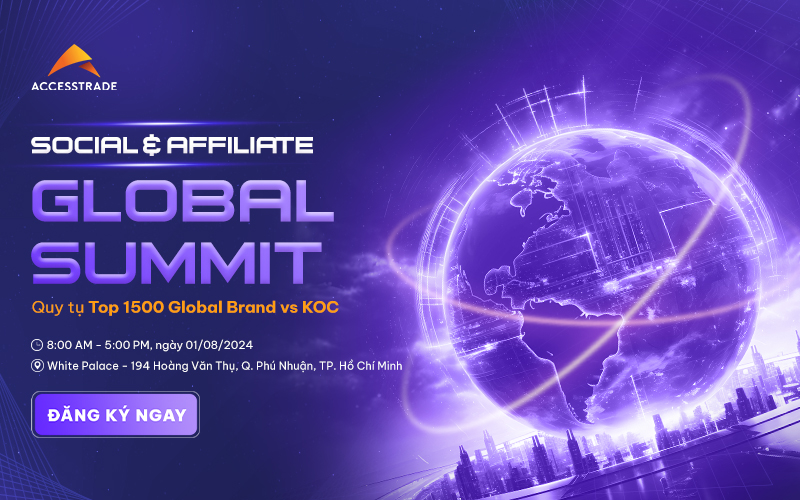 ACCESSTRADE
SOCIAL & AFFILIATE
GLOBAL
SUMMIT
Quy tụ Top 1500 Global Brand vs KOC
8:00 AM - 5:00 PM, ngày 01/08/2024
White Palace - 194 Hoàng Văn Thụ, Q. Phú Nhuận, TP. Hồ Chí Minh
ĐĂNG KÝ NGAY